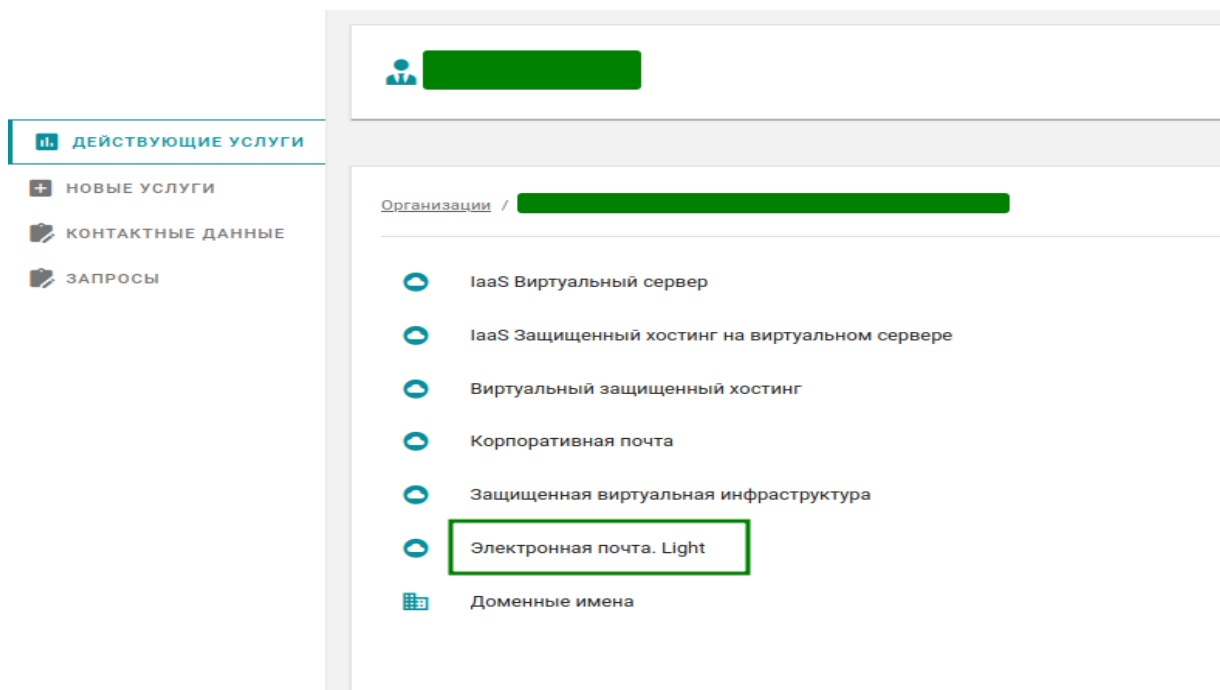 ДЕЙСТВУЮЩИЕ УСЛУГИ
НОВЫЕ УСЛУГИ
КОНТАКТНЫЕ ДАННЫЕ
ЗАПРОСЫ
Организации /
IaaS Виртуальный сервер
IaaS Защищенный хостинг на виртуальном сервере
Виртуальный защищенный хостинг
Корпоративная почта
Защищенная виртуальная инфраструктура
Электронная почта. Light
Доменные имена